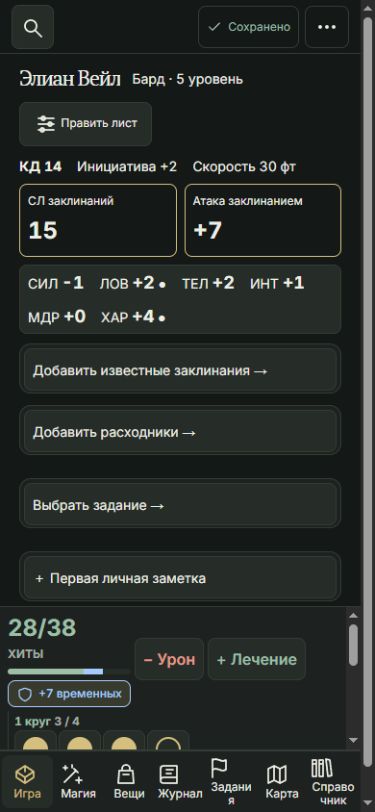 Сохранено
Элиан Вейл Бард · 5 уровень
Править лист
КД 14 Инициатива +2 Скорость 30 фт
СЛ заклинаний
15
Атака заклинанием
+7
СИЛ -1 ЛОВ +2 ТЕЛ +2 ИНТ +1
МДР +0 ХАР +4
Добавить известные заклинания →
Добавить расходники →
Выбрать задание →
+ Первая личная заметка
28/38
ХИТЫ
− Урон
+ Лечение
+7 временных
1 круг 3 / 4
Игра
Магия
Вещи
Журнал
Задани
я
Карта
Справо
чник